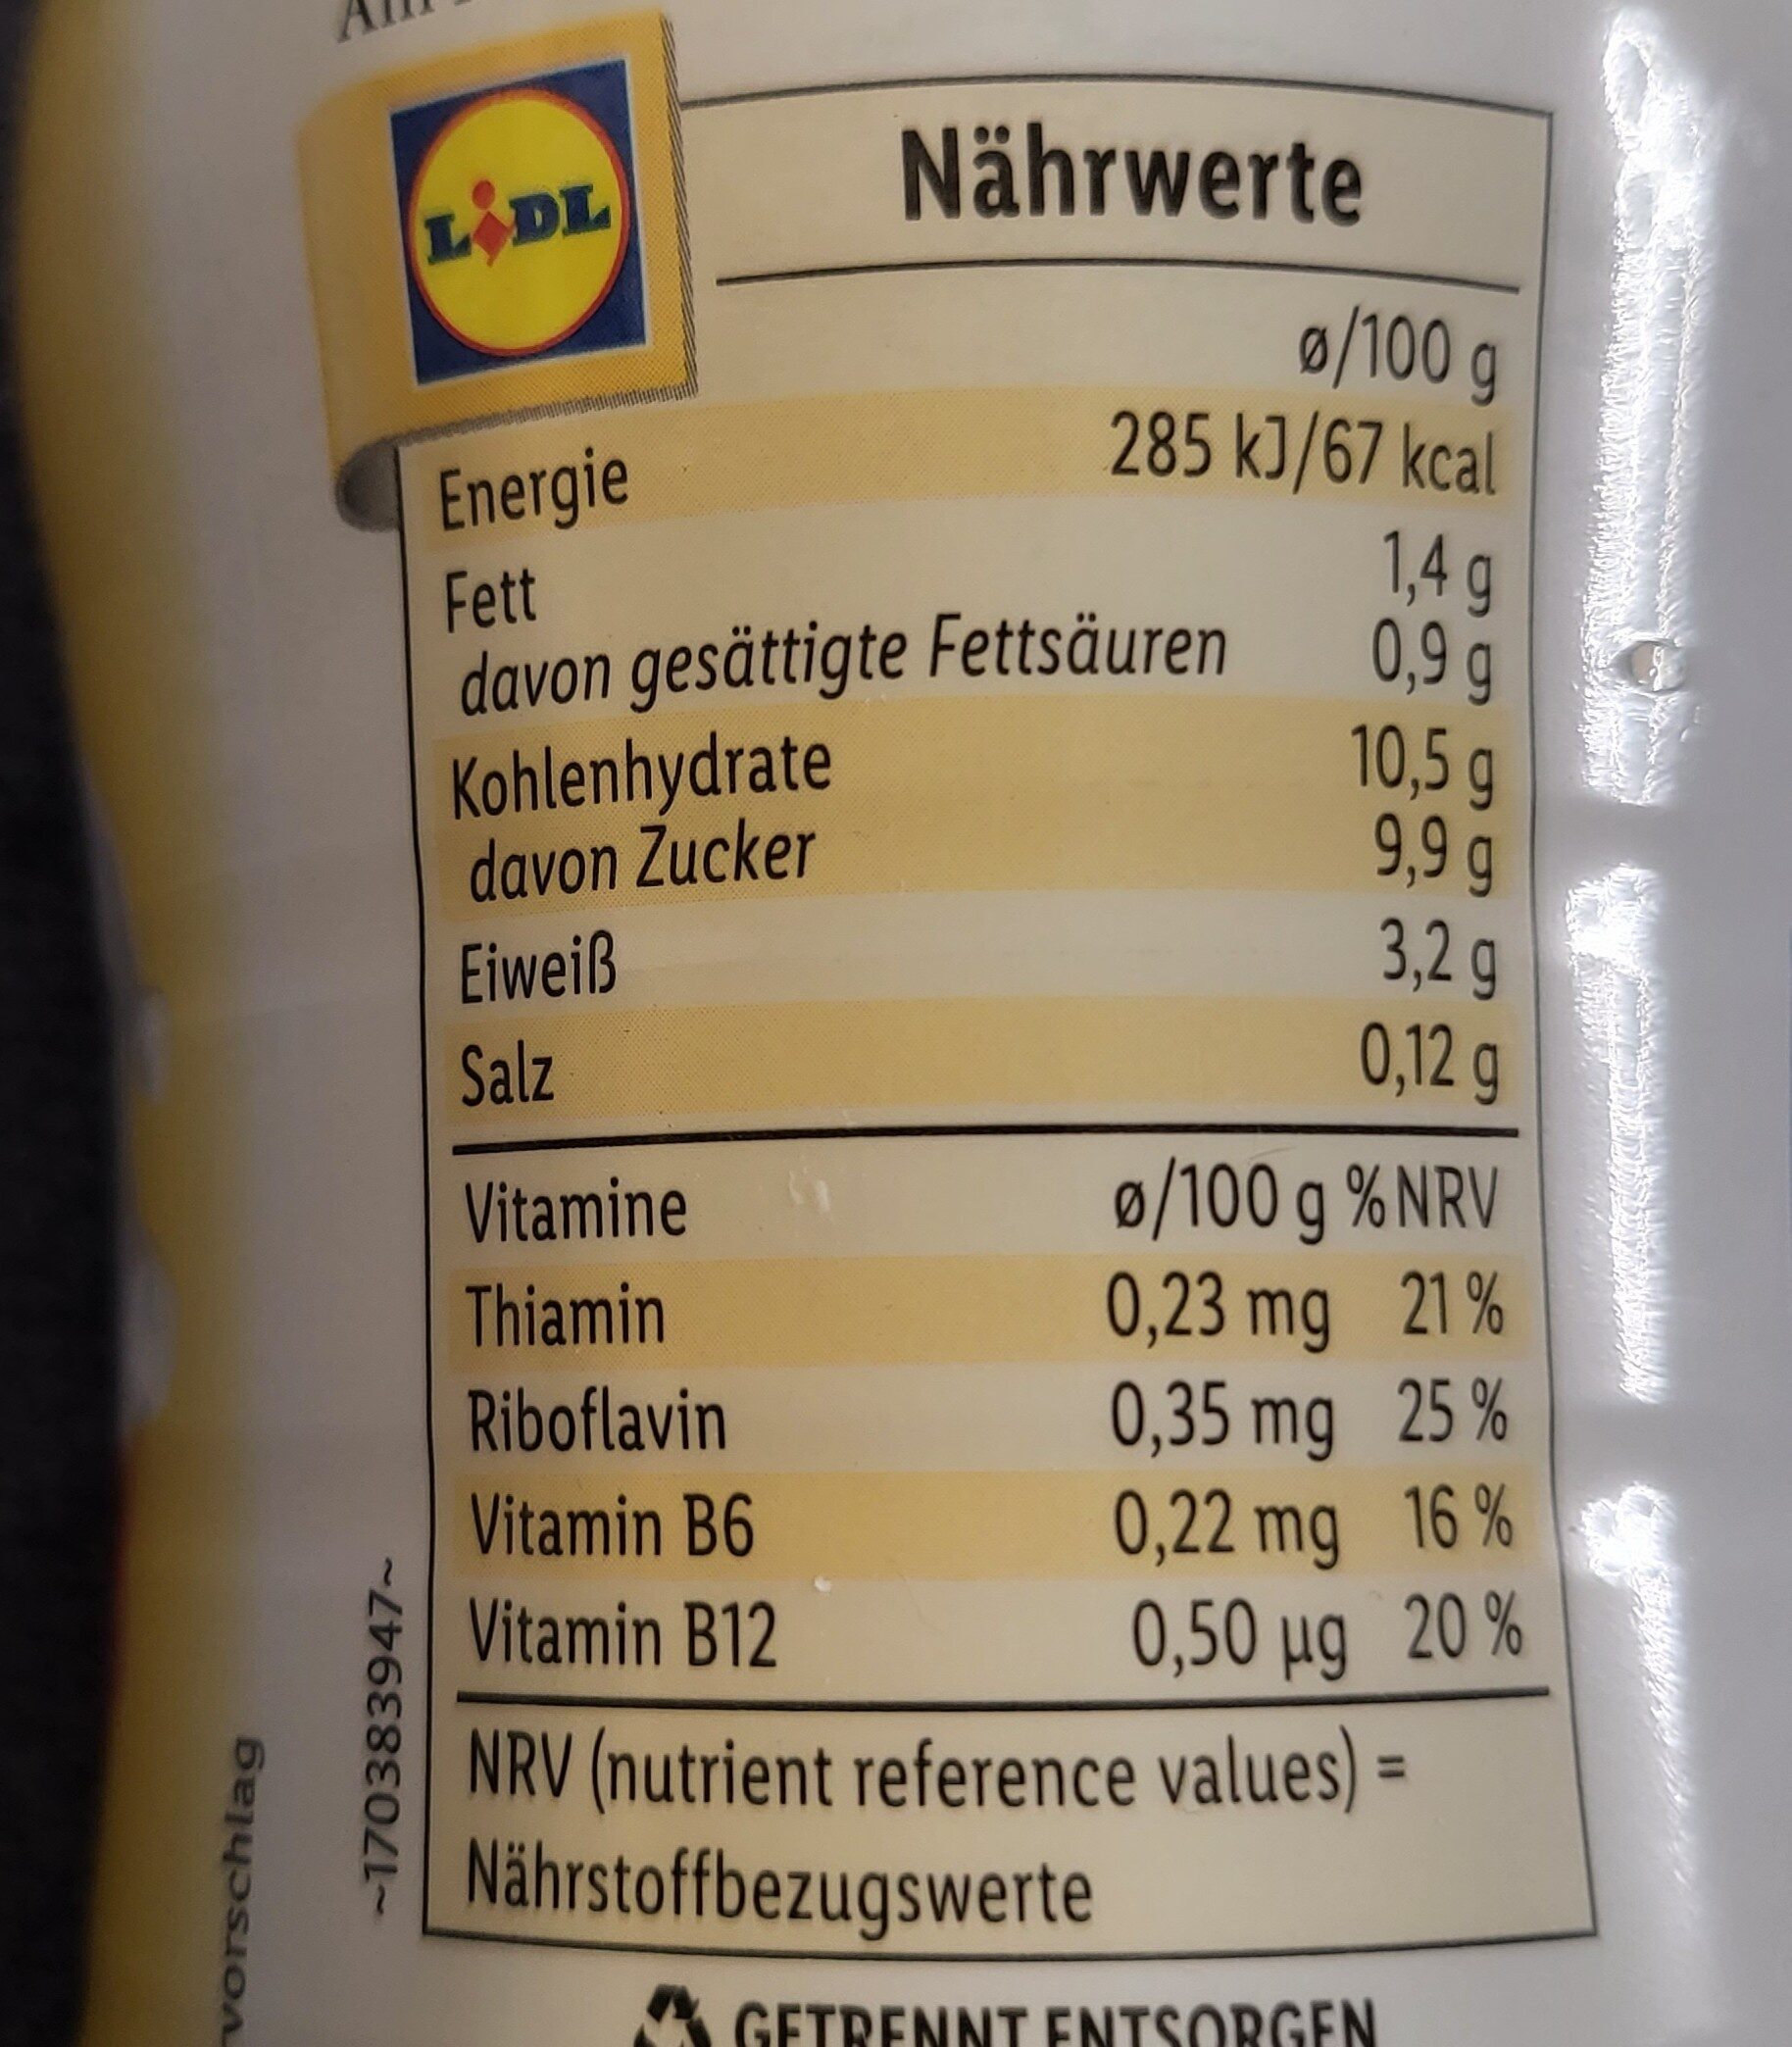 LiDL
Nährwerte
ø/100 g
Energie 285 kJ/67 kcal
Fett 1,4 g
davon gesättigte Fettsäuren 0,9 g
Kohlenhydrate 10,5 g
davon Zucker 9,9 g
Eiweiß 3,2 g
Salz 0,12 g
Vitamine ø/100 g % NRV
Thiamin 0,23 mg 21 %
Riboflavin 0,35 mg 25 %
Vitamin B6 0,22 mg 16 %
Vitamin B12 0,50 µg 20 %
NRV (nutrient reference values) =
Nährstoffbezugswerte
~170383947~
vorschlag
GETRENNT ENTSORGEN